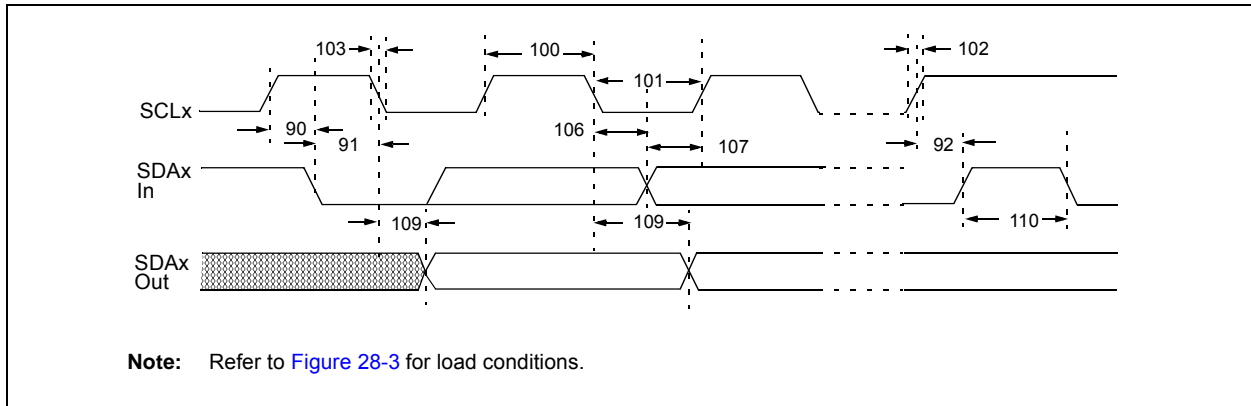 103
100
102
101
SCLx
90
106
91
107
92
SDAx
In
109
109
110
SDAx
Out
Note: Refer to Figure 28-3 for load conditions.